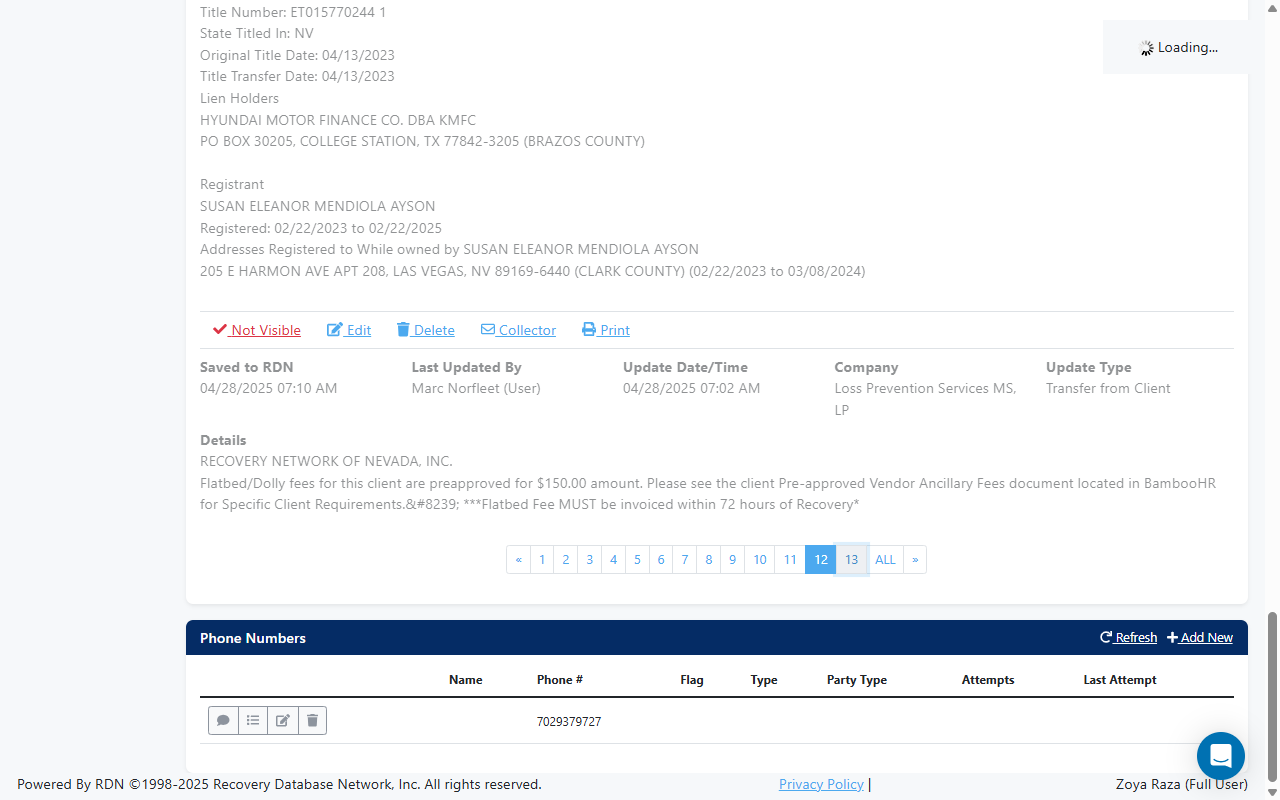 Title Number: ET015770244 1
State Titled In: NV
Original Title Date: 04/13/2023
Title Transfer Date: 04/13/2023
Lien Holders
HYUNDAI MOTOR FINANCE CO. DBA KMFC
PO BOX 30205, COLLEGE STATION, TX 77842-3205 (BRAZOS COUNTY)
Loading...
Registrant
SUSAN ELEANOR MENDIOLA AYSON
Registered: 02/22/2023 to 02/22/2025
Addresses Registered to While owned by SUSAN ELEANOR MENDIOLA AYSON
205 E HARMON AVE APT 208, LAS VEGAS, NV 89169-6440 (CLARK COUNTY) (02/22/2023 to 03/08/2024)
Not Visible Edit Delete Collector Print
Saved to RDN Last Updated By Update Date/Time Company Update Type
04/28/2025 07:10 AM Marc Norfleet (User) 04/28/2025 07:02 AM Loss Prevention Services MS, Transfer from Client
LP
Details
RECOVERY NETWORK OF NEVADA, INC.
Flatbed/Dolly fees for this client are preapproved for $150.00 amount. Please see the client Pre-approved Vendor Ancillary Fees document located in BambooHR
for Specific Client Requirements.&#8239; ***Flatbed Fee MUST be invoiced within 72 hours of Recovery*
« 1 2 3 4 5 6 7 8 9 10 11 12 13 ALL »
Phone Numbers Refresh Add New
Name Phone # Flag Type Party Type Attempts Last Attempt
7029379727
Powered By RDN ©1998-2025 Recovery Database Network, Inc. All rights reserved. Privacy Policy | Zoya Raza (Full User)